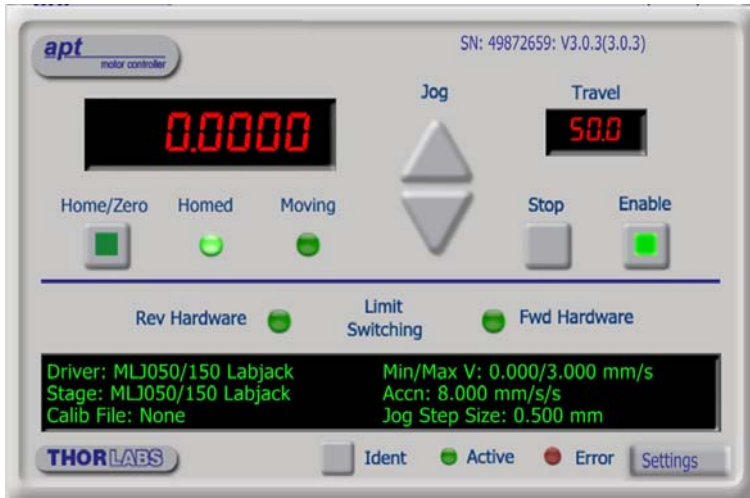 apt
motor controller
SN: 49872659: V3.0.3(3.0.3)
Jog
Travel
0.0000
50.0
Home/Zero
Homed
Moving
Stop
Enable
Rev Hardware
Limit
Switching
Fwd Hardware
Driver: MLJ050/150 Labjack
Stage: MLJ050/150 Labjack
Calib File: None
Min/Max V: 0.000/3.000 mm/s
Accn: 8.000 mm/s/s
Jog Step Size: 0.500 mm
THORLABS
Ident
Active
Error
Settings